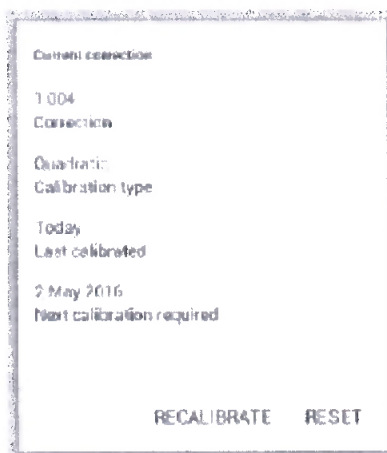 Current correction
1.004
Correction
Quadratic
Calibration type
Today
Last calibrated
2 May 2016
Next calibration required
RECALIBRATE RESET